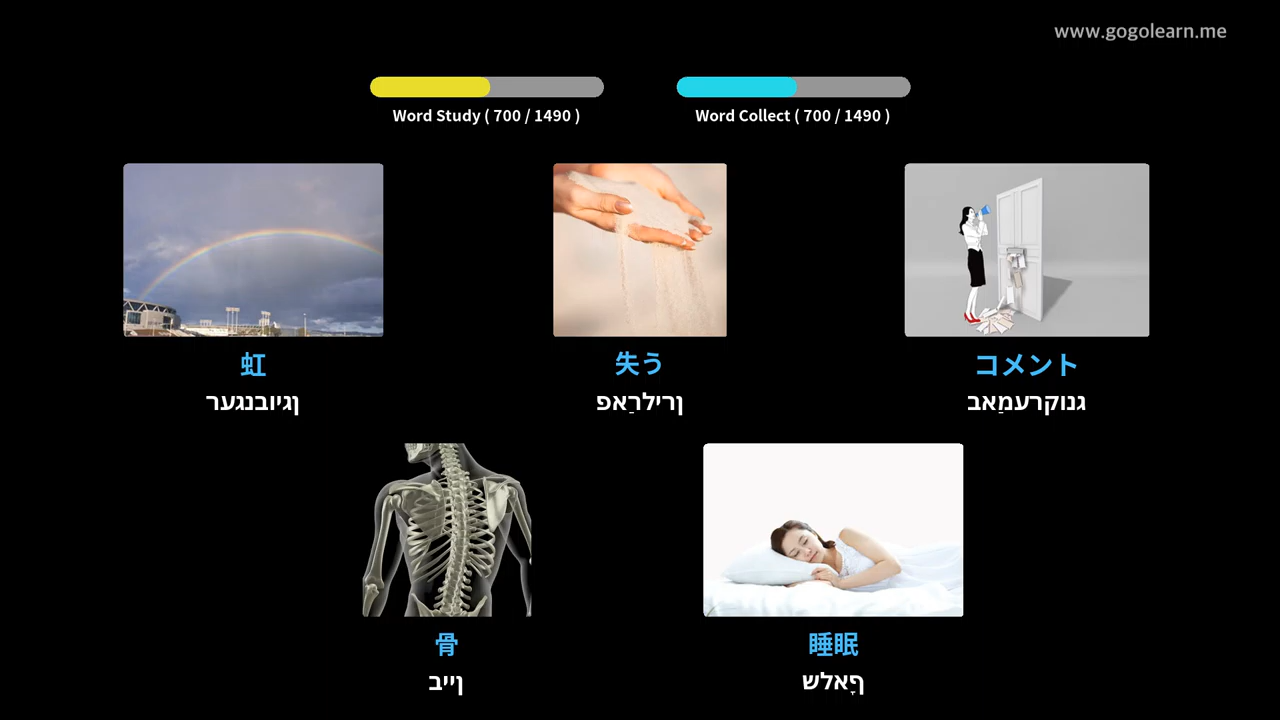 www.gogolearn.me
Word Study ( 700 / 1490 )
Word Collect ( 700 / 1490 )
虹
רעגנבויגן
失う
פאַרלירן
コメント
באַמערקונג
骨
ביין
睡眠
שלאָף